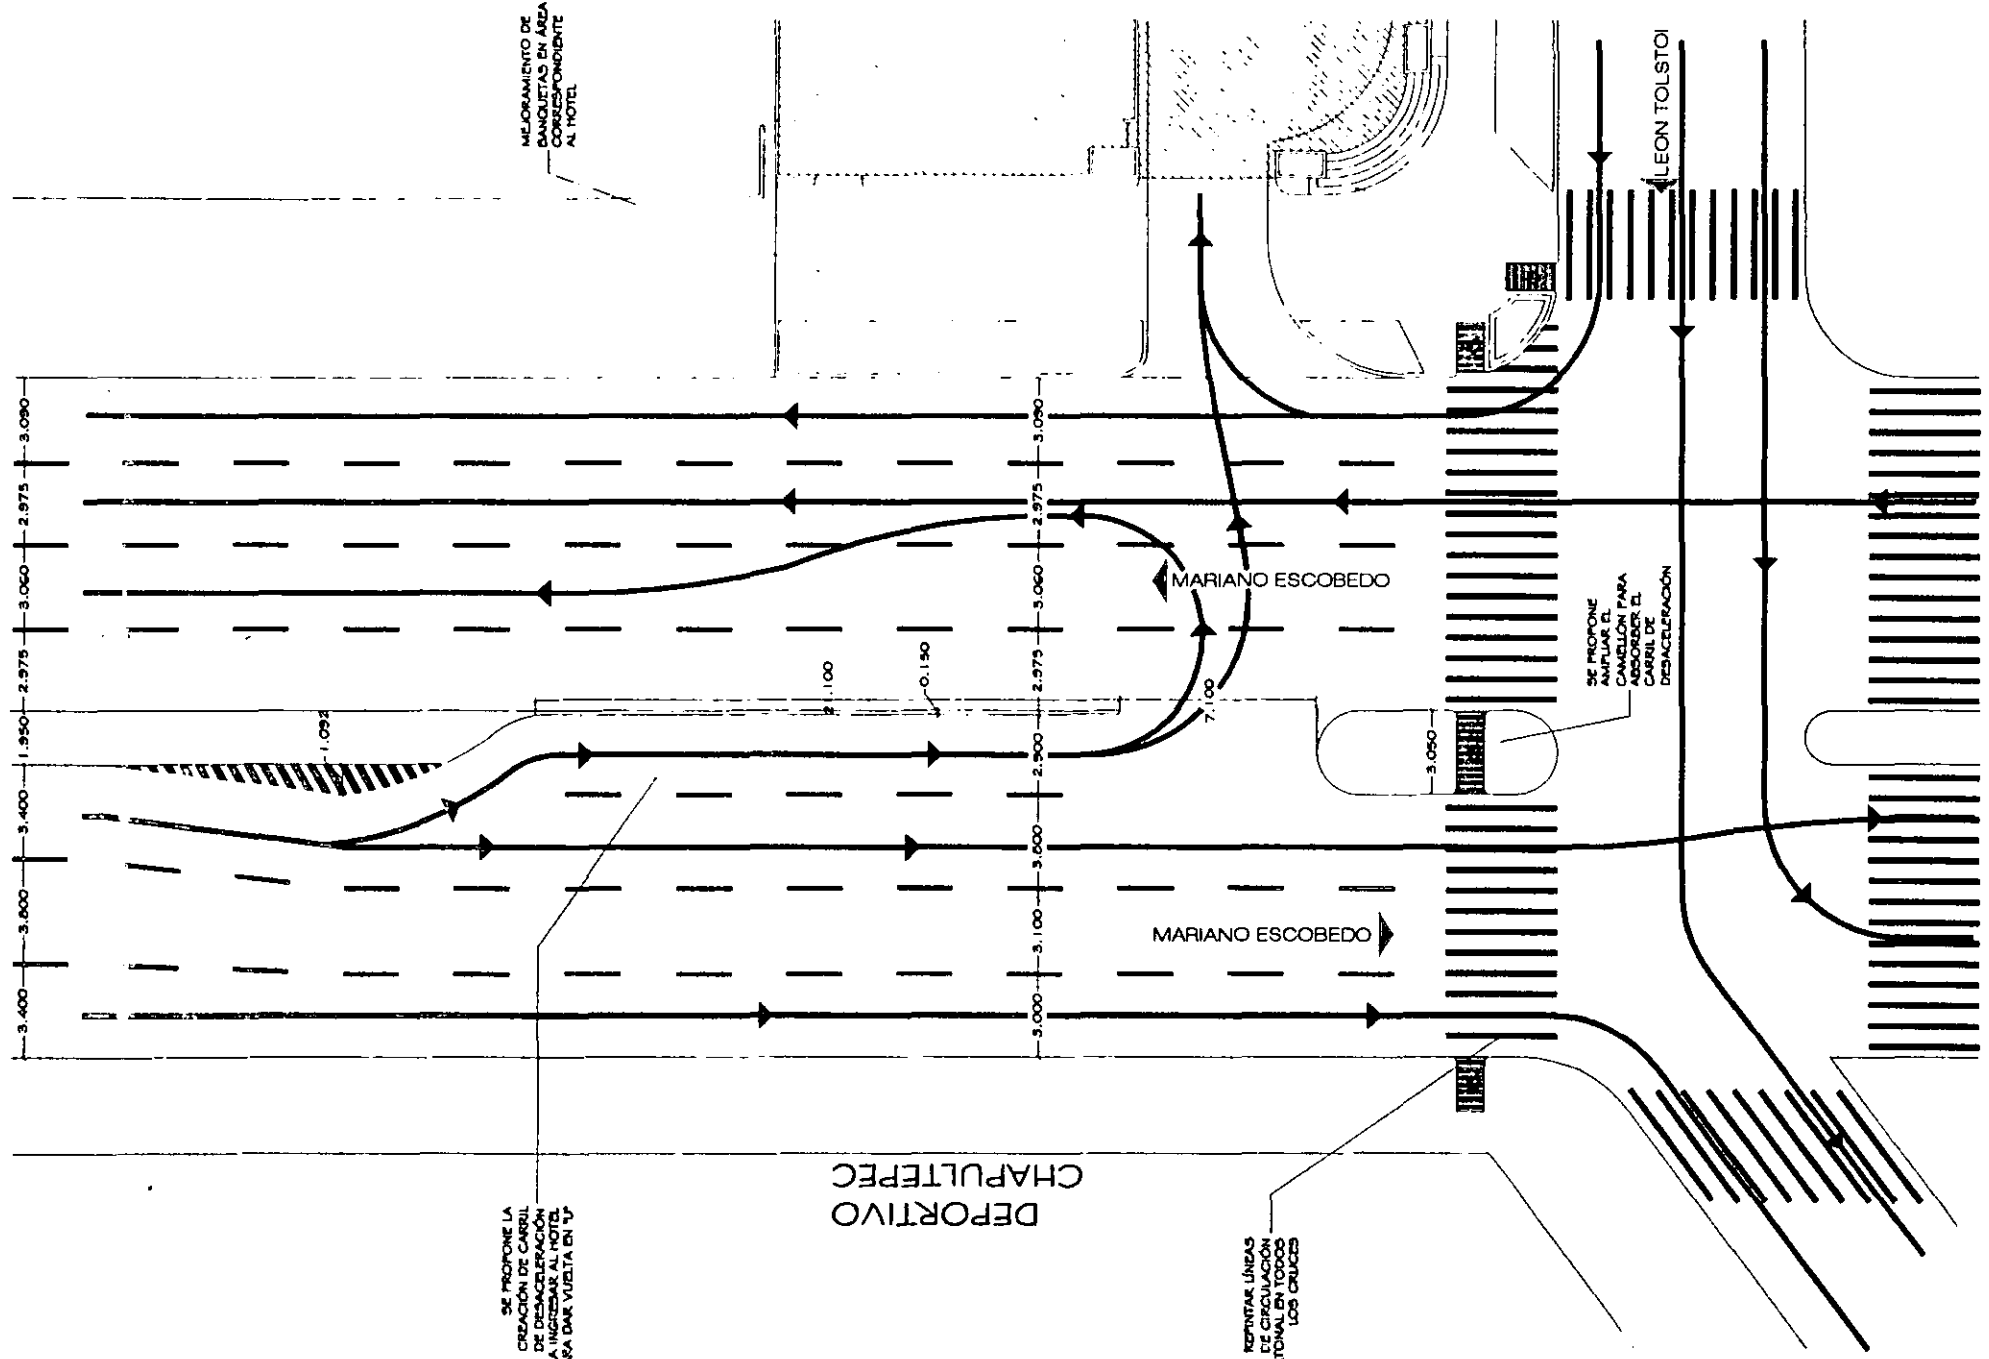 MEJORAMIENTO DE
BANQUETAS EN ÁREA
CORRESPONDIENTE
AL HOTEL
LEON TOLSTOI
3.090
2.975
3.060
2.975
1.950
3.400
3.800
3.400
3.090
2.975
3.060
2.975
2.900
3.600
3.100
3.000
1.092
21.100
0.150
7.100
3.050
MARIANO ESCOBEDO
MARIANO ESCOBEDO
SE PROPONE
AMPLIAR EL
CAMELLÓN PARA
ABSORBER EL
CARRIL DE
DESACELERACIÓN
SE PROPONE LA
CREACIÓN DE CARRIL
DE DESACELERACIÓN
A INGRESAR AL HOTEL
RA DAR VUELTA EN "U"
DEPORTIVO
CHAPULTEPEC
REPINTAR LÍNEAS
DE CIRCULACIÓN
TONAL EN TODOS
LOS CRUCES